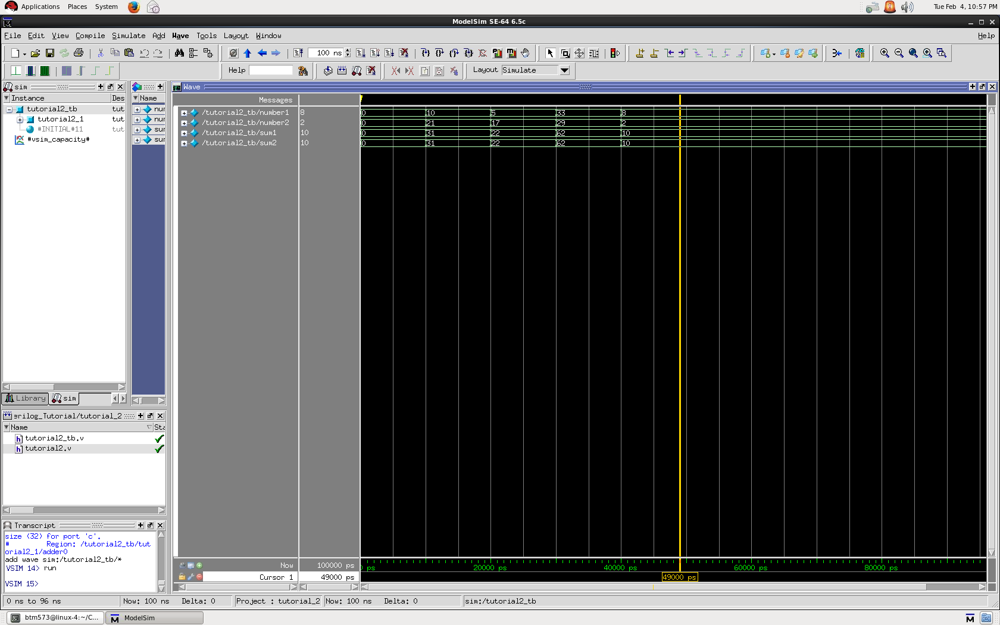 Applications Places System Tue Feb 4, 10:57 PM
ModelSim SE-64 6.5c
File Edit View Compile Simulate Add Wave Tools Layout Window Help
100 ns
Help Layout Simulate
sim
Instance Des
tutorial2_tb tut
tutorial2_1 tut
#INITIAL#11 tut
#vsim_capacity#
Library sim
Name
nur
nur
sur
sur
Wave
Messages
/tutorial2_tb/number1 8 0 10 5 33 8
/tutorial2_tb/number2 2 0 21 17 29 2
/tutorial2_tb/sum1 10 0 31 22 62 10
/tutorial2_tb/sum2 10 0 31 22 62 10
erilog_Tutorial/tutorial_2
Name Sta
tutorial2_tb.v
tutorial2.v
Transcript
size (32) for port 'c'.
# Region: /tutorial2_tb/tut
orial2_1/adder0
add wave sim:/tutorial2_tb/*
VSIM 14> run
VSIM 15>
Now 100000 ps ps 20000 ps 40000 ps 60000 ps 80000 ps
Cursor 1 49000 ps 49000 ps
0 ns to 96 ns Now: 100 ns Delta: 0 Project : tutorial_2 Now: 100 ns Delta: 0 sim:/tutorial2_tb
btm573@linux-4:~/C... ModelSim